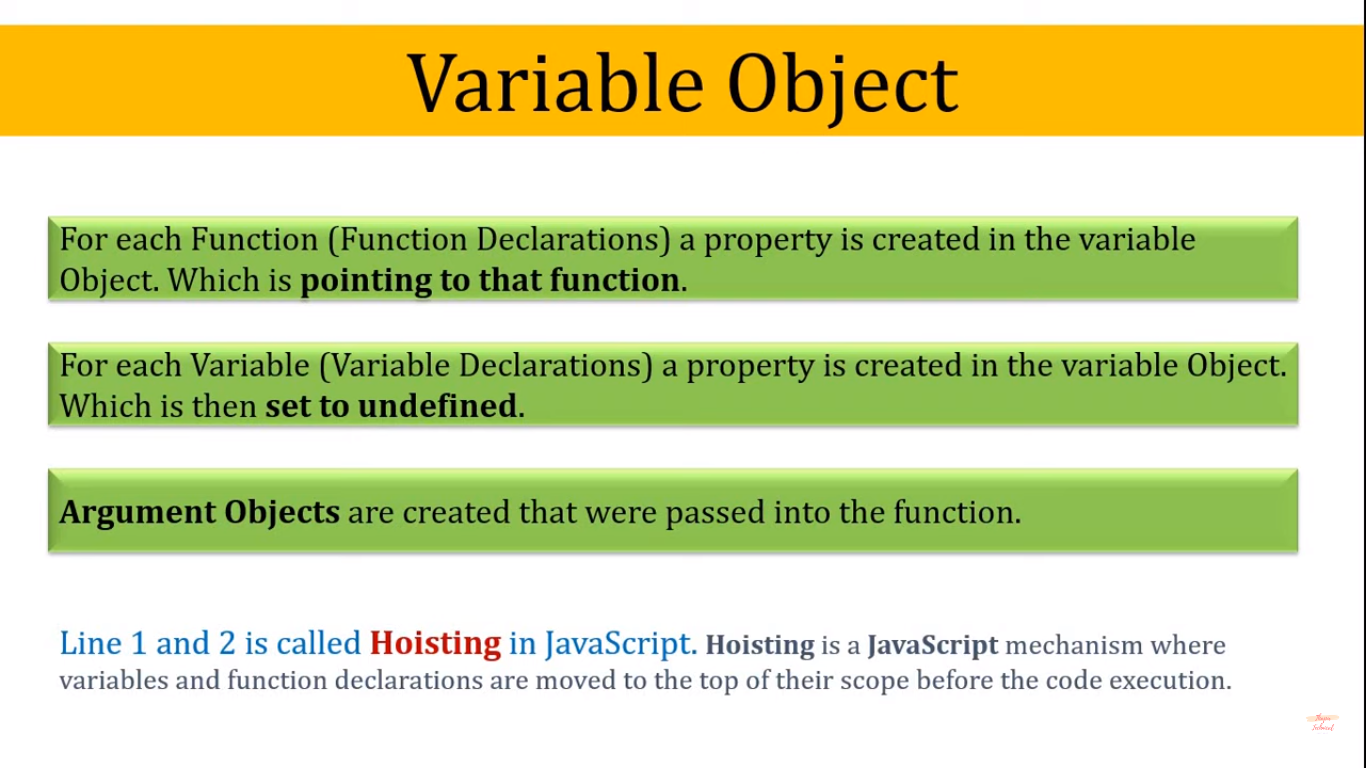 Variable Object
For each Function (Function Declarations) a property is created in the variable
Object. Which is pointing to that function.
For each Variable (Variable Declarations) a property is created in the variable Object.
Which is then set to undefined.
Argument Objects are created that were passed into the function.
Line 1 and 2 is called Hoisting in JavaScript. Hoisting is a JavaScript mechanism where
variables and function declarations are moved to the top of their scope before the code execution.